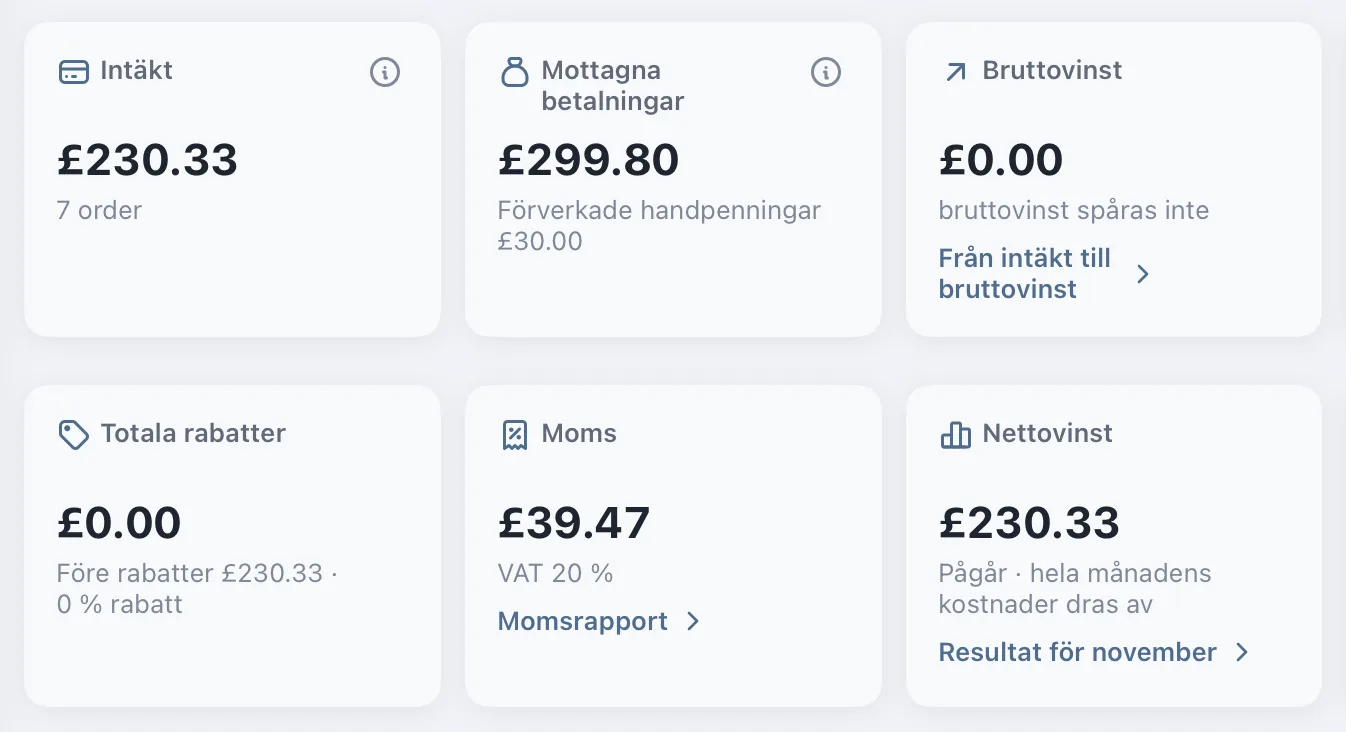 Intäkt
£230.33
7 order
Mottagna
betalningar
£299.80
Förverkade handpenningar
£30.00
Bruttovinst
£0.00
bruttovinst spåras inte
Från intäkt till
bruttovinst
Totala rabatter
£0.00
Före rabatter £230.33 ·
0 % rabatt
Moms
£39.47
VAT 20 %
Momsrapport
Nettovinst
£230.33
Pågår · hela månadens
kostnader dras av
Resultat för november